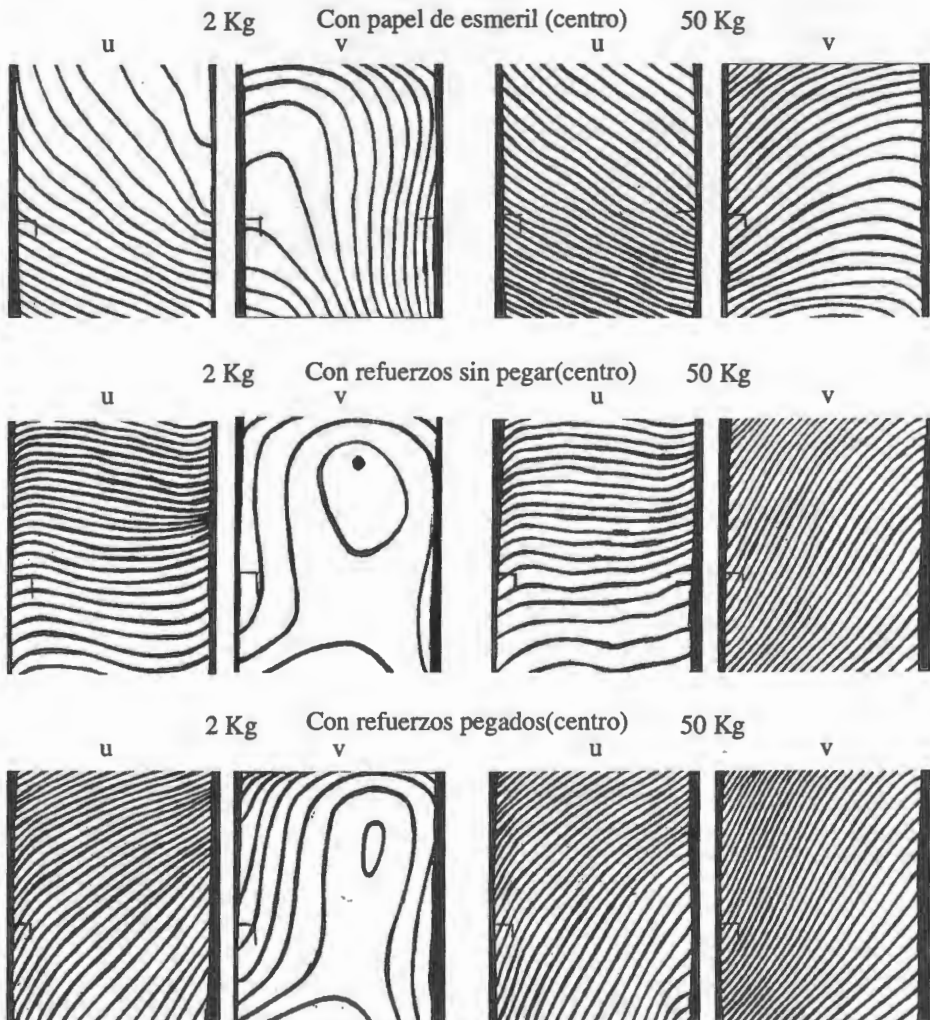 2 Kg Con papel de esmeril (centro) 50 Kg
u v u v
2 Kg Con refuerzos sin pegar(centro) 50 Kg
u v u v
2 Kg Con refuerzos pegados(centro) 50 Kg
u v u v